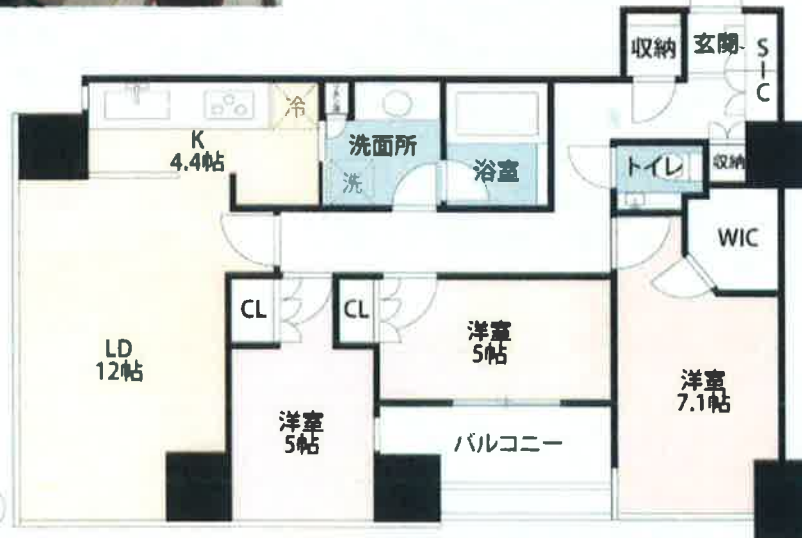 収納
玄関
S
I
C
冷
K
4.4帖
洗面所
洗
浴室
トイレ
収納
WIC
CL
CL
洋室
5帖
LD
12帖
洋室
7.1帖
洋室
5帖
バルコニー